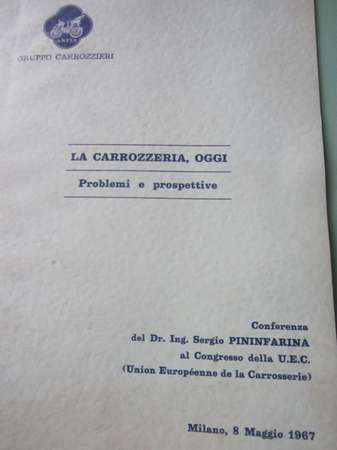 ANFIA
GRUPPO CARROZZIERI
LA CARROZZERIA, OGGI
Problemi e prospettive
Conferenza
del Dr. Ing. Sergio PININFARINA
al Congresso della U.E.C.
(Union Européenne de la Carrosserie)
Milano, 8 Maggio 1967